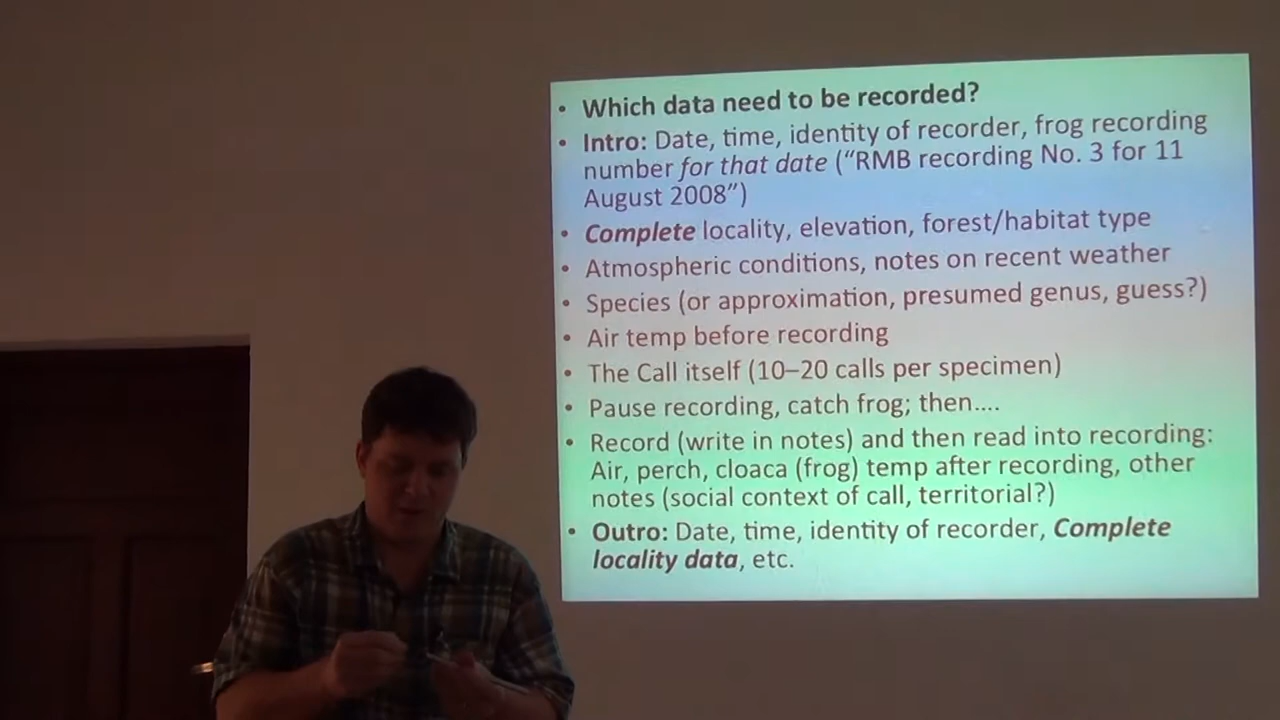 • Which data need to be recorded?
• Intro: Date, time, identity of recorder, frog recording
number for that date (“RMB recording No. 3 for 11
August 2008”)
• Complete locality, elevation, forest/habitat type
• Atmospheric conditions, notes on recent weather
• Species (or approximation, presumed genus, guess?)
• Air temp before recording
• The Call itself (10–20 calls per specimen)
• Pause recording, catch frog; then....
• Record (write in notes) and then read into recording:
Air, perch, cloaca (frog) temp after recording, other
notes (social context of call, territorial?)
• Outro: Date, time, identity of recorder, Complete
locality data, etc.